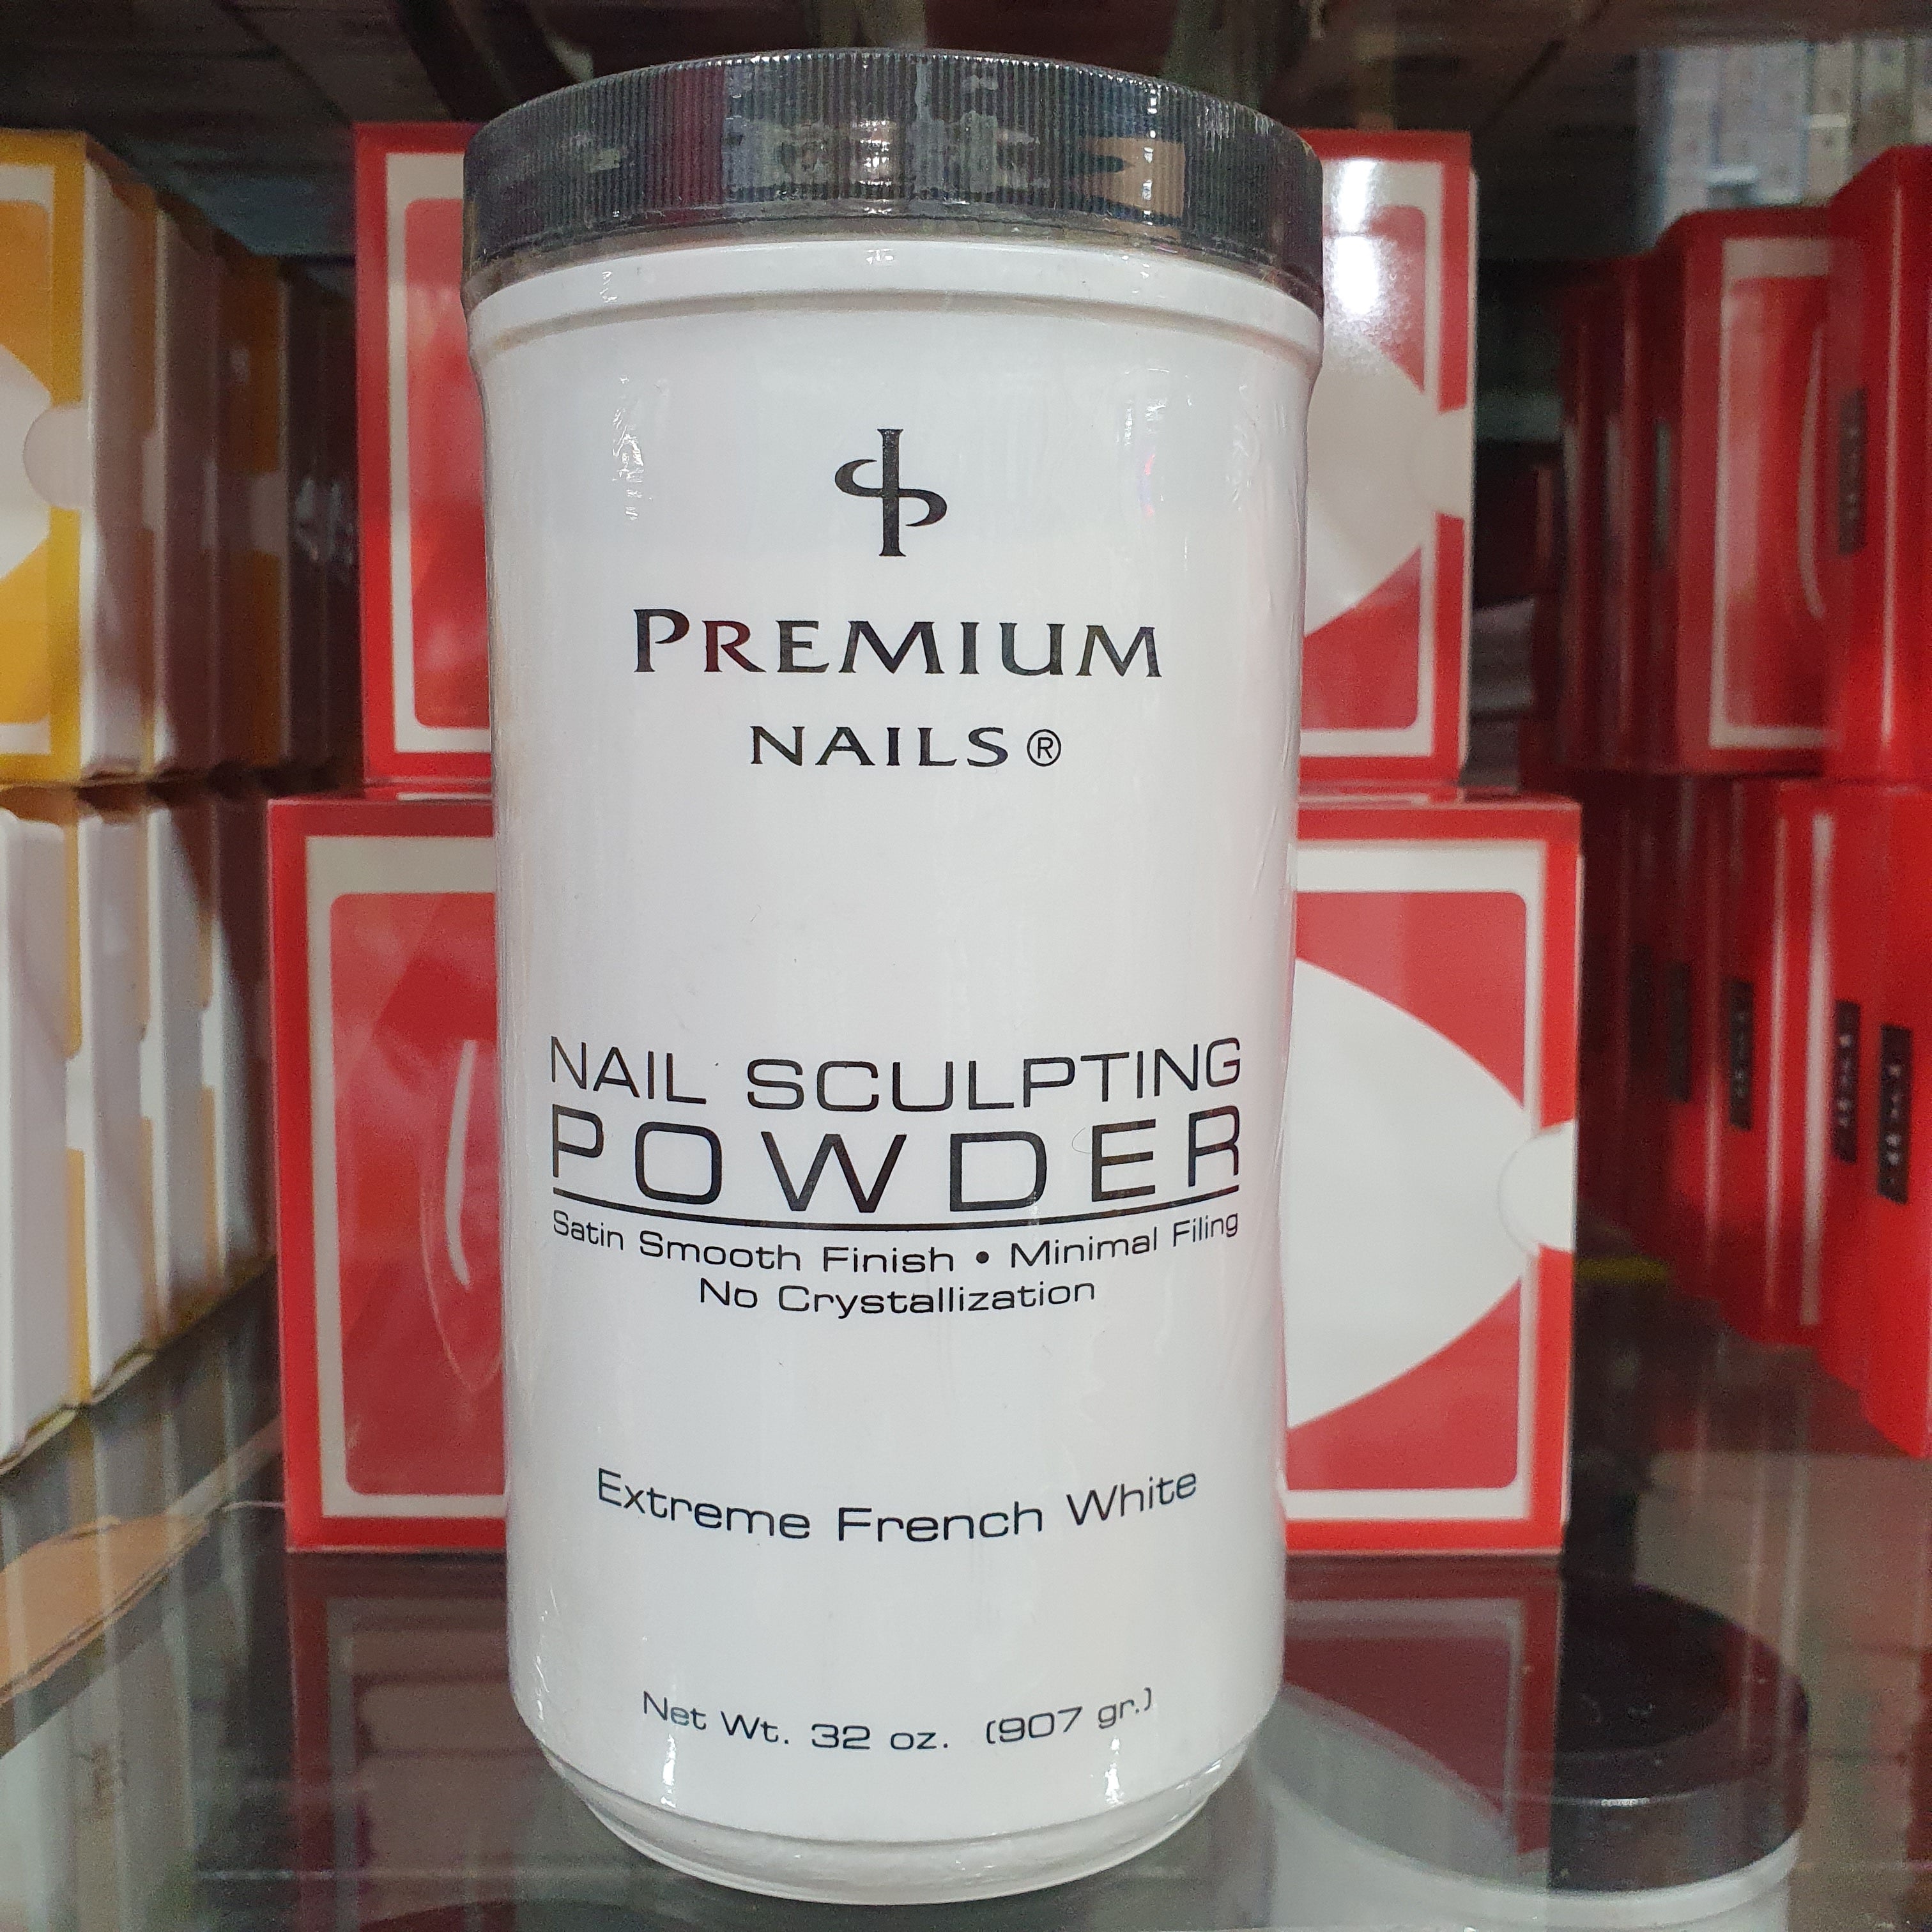 PREMIUM
NAILS®
NAIL SCULPTING
POWDER
Satin Smooth Finish • Minimal Filing
No Crystallization
Extreme French White
Net Wt. 32 oz. (907 gr.)